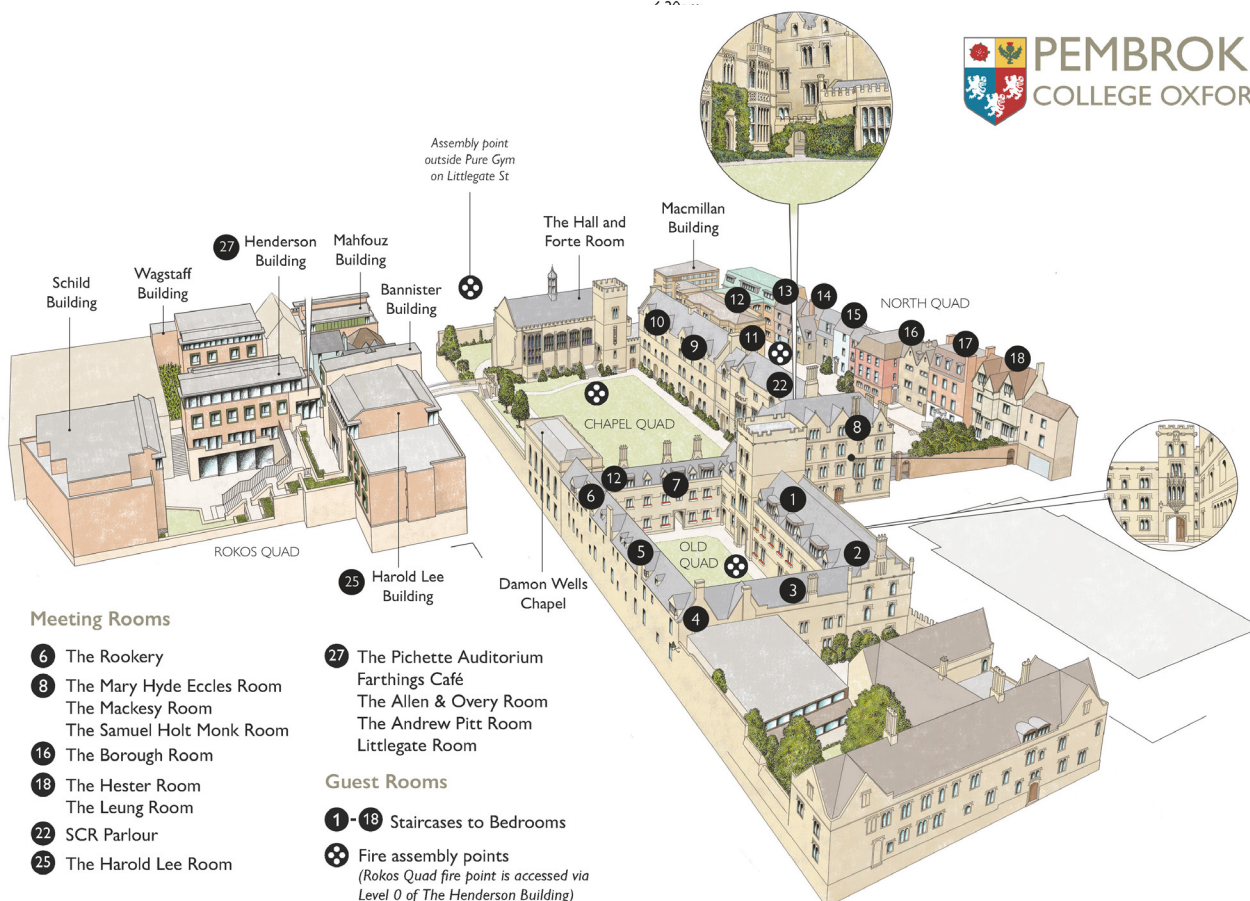 PEMBROK
COLLEGE OXFOR
Assembly point
outside Pure Gym
on Littlegate St
The Hall and
Forte Room
Macmillan
Building
27 Henderson
Building
Mahfouz
Building
Wagstaff
Building
Schild
Building
Bannister
Building
NORTH QUAD
10
9
12
13
14
15
16
17
18
11
22
8
CHAPEL QUAD
12
7
6
1
5
OLD
QUAD
2
3
4
ROKOS QUAD
25 Harold Lee
Building
Damon Wells
Chapel
Meeting Rooms
6 The Rookery
8 The Mary Hyde Eccles Room
The Mackesy Room
The Samuel Holt Monk Room
16 The Borough Room
18 The Hester Room
The Leung Room
22 SCR Parlour
25 The Harold Lee Room
27 The Pichette Auditorium
Farthings Café
The Allen & Overy Room
The Andrew Pitt Room
Littlegate Room
Guest Rooms
1-18 Staircases to Bedrooms
Fire assembly points
(Rokos Quad fire point is accessed via
Level 0 of The Henderson Building)